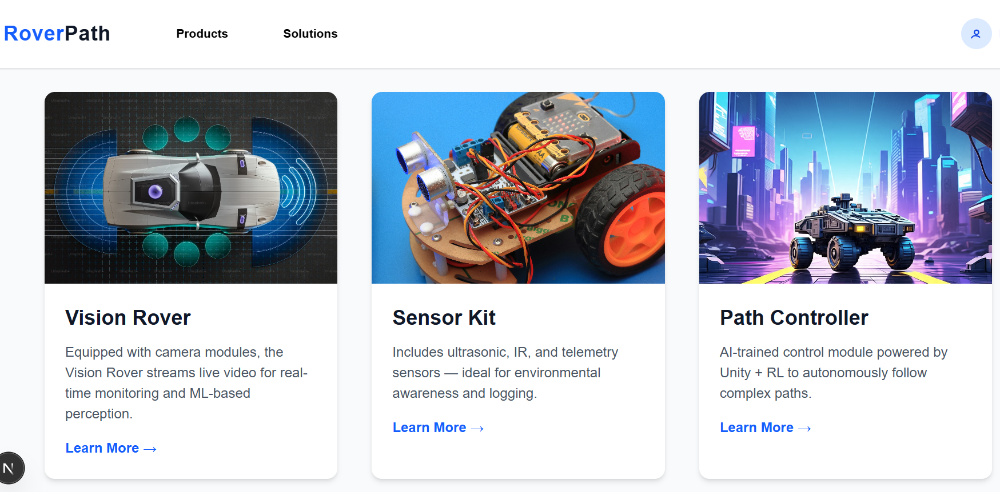 RoverPath
Products
Solutions
SUPERLIFE
AA
Vision Rover
Equipped with camera modules, the
Vision Rover streams live video for real-
time monitoring and ML-based
perception.
Learn More →
Sensor Kit
Includes ultrasonic, IR, and telemetry
sensors — ideal for environmental
awareness and logging.
Learn More →
Path Controller
AI-trained control module powered by
Unity + RL to autonomously follow
complex paths.
Learn More →
N